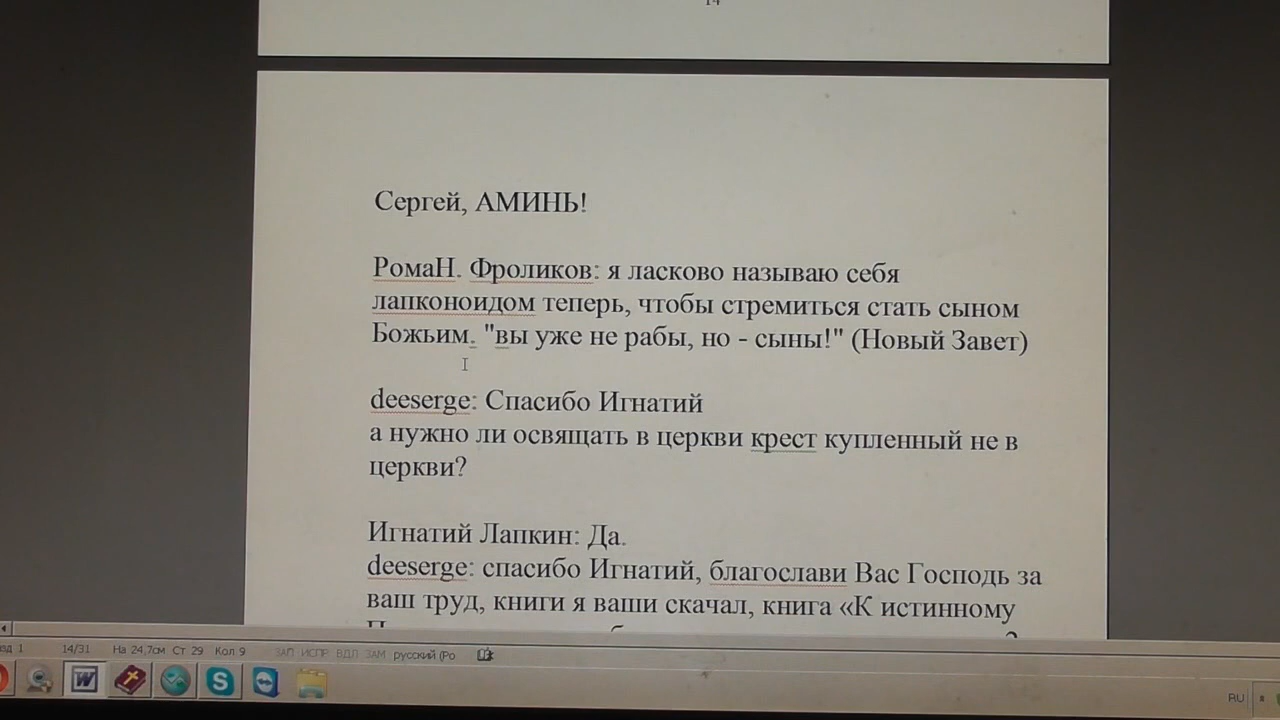 14
Сергей, АМИНЬ!
РомаН. Фроликов: я ласково называю себя
лапконоидом теперь, чтобы стремиться стать сыном
Божьим. "вы уже не рабы, но - сыны!" (Новый Завет)
deeserge: Спасибо Игнатий
а нужно ли освящать в церкви крест купленный не в
церкви?
Игнатий Лапкин: Да.
deeserge: спасибо Игнатий, благослави Вас Господь за
ваш труд, книги я ваши скачал, книга «К истинному
1 14/31 На 24,7см Ст 29 Кол 9 ЗАП ИСПР ВДЛ ЗАМ русский (Ро
W S RU